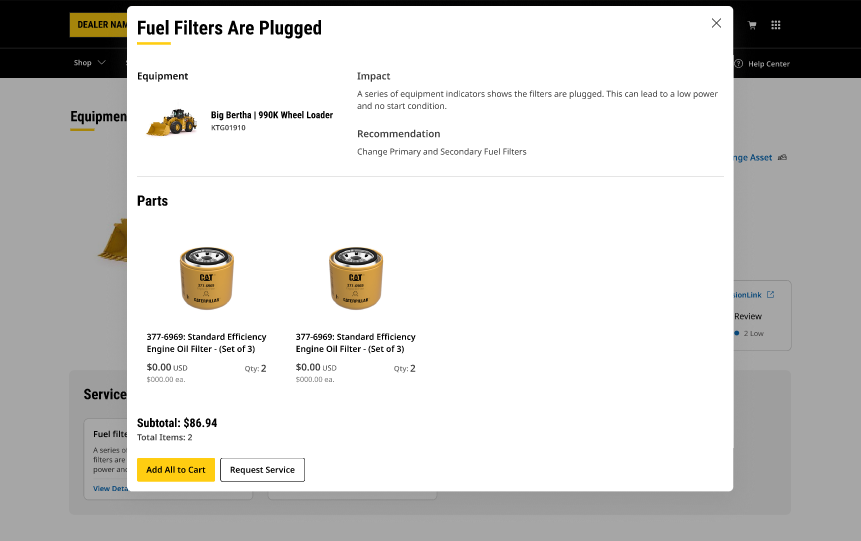 DEALER NAM
Shop
Help Center
Equipmen
nge Asset
sionLink
Review
2 Low
Service
Fuel filte
A series o
filters are
power and
View Deta
Fuel Filters Are Plugged
Equipment
Big Bertha | 990K Wheel Loader
KTG01910
Impact
A series of equipment indicators shows the filters are plugged. This can lead to a low power
and no start condition.
Recommendation
Change Primary and Secondary Fuel Filters
Parts
CAT
CATERPILLAR
CAT
CATERPILLAR
377-6969: Standard Efficiency
Engine Oil Filter - (Set of 3)
$0.00 USD
Qty: 2
$000.00 ea.
377-6969: Standard Efficiency
Engine Oil Filter - (Set of 3)
$0.00 USD
Qty: 2
$000.00 ea.
Subtotal: $86.94
Total Items: 2
Add All to Cart
Request Service